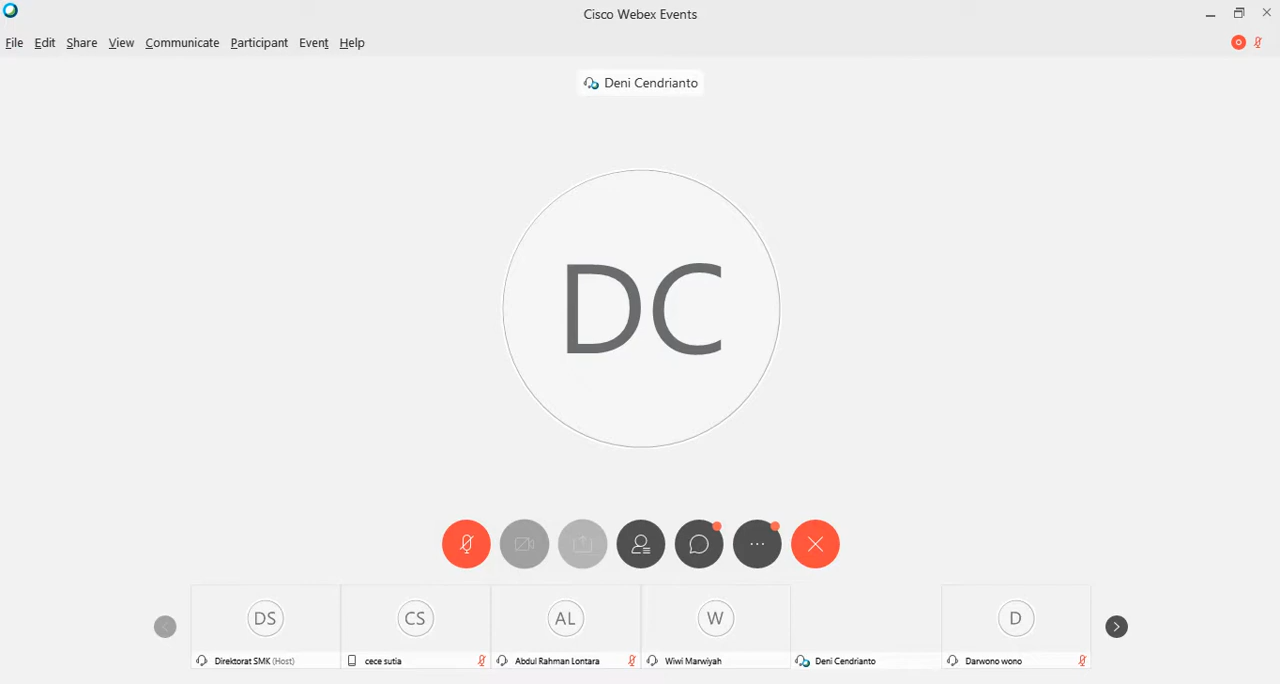 Cisco Webex Events
File Edit Share View Communicate Participant Event Help
Deni Cendrianto
DC
DS CS AL W D
Direktorat SMK (Host) cece sutia Abdul Rahman Lontara Wiwi Marwiyah Deni Cendrianto Darwono wono